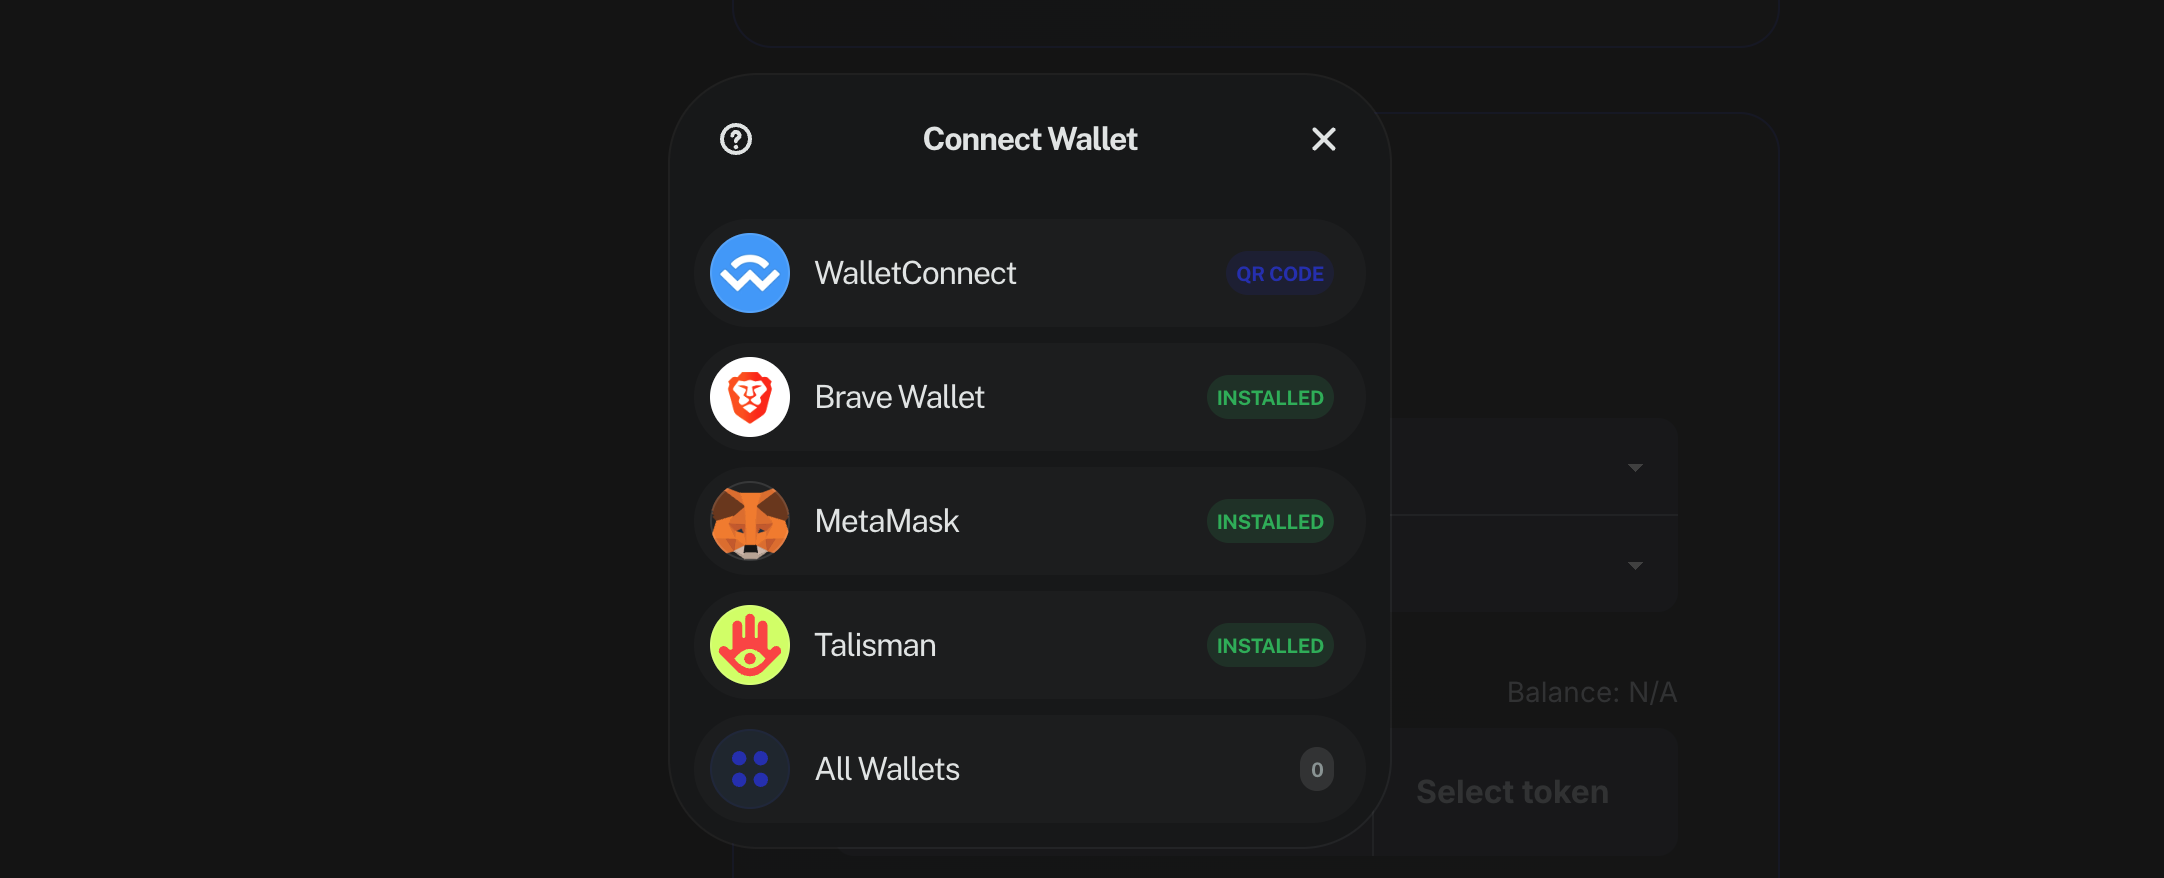 Connect Wallet
WalletConnect
QR CODE
Brave Wallet
INSTALLED
MetaMask
INSTALLED
Talisman
INSTALLED
All Wallets
0
Balance: N/A
Select token